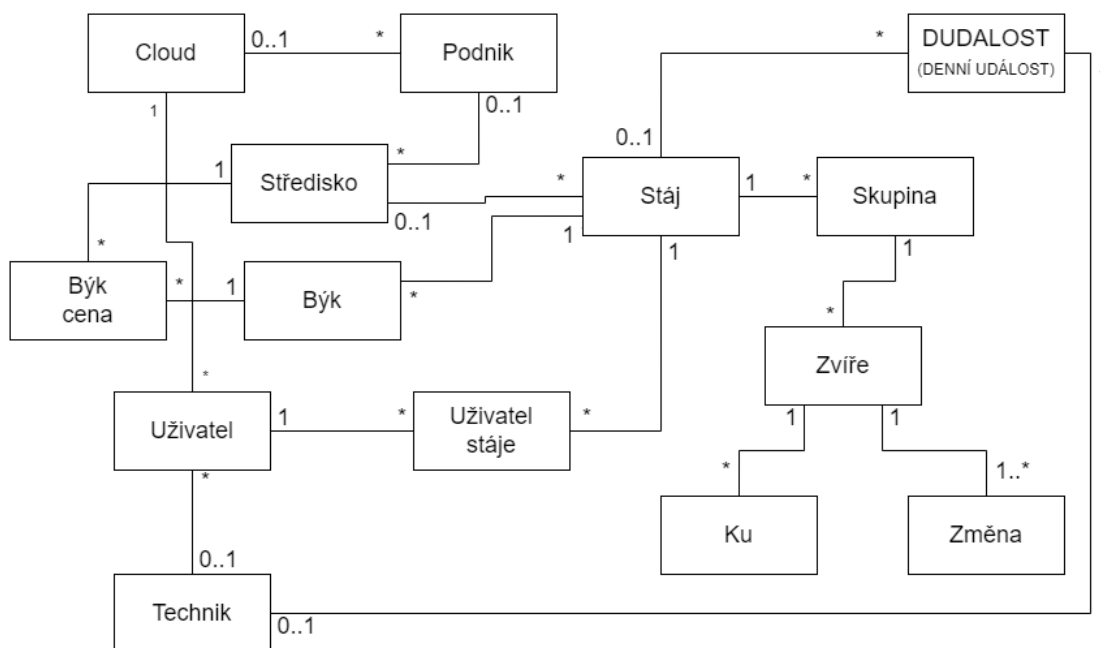 Cloud
0..1
*
Podnik
*
DUDALOST
(DENNÍ UDÁLOST)
1
0..1
0..1
1
Středisko
*
*
Stáj
1
*
Skupina
0..1
1
1
1
*
Býk
cena
*
1
Býk
*
*
Zvíře
*
1
1
Uživatel
1
*
Uživatel
stáje
*
*
*
1..*
Ku
Změna
0..1
Technik
0..1